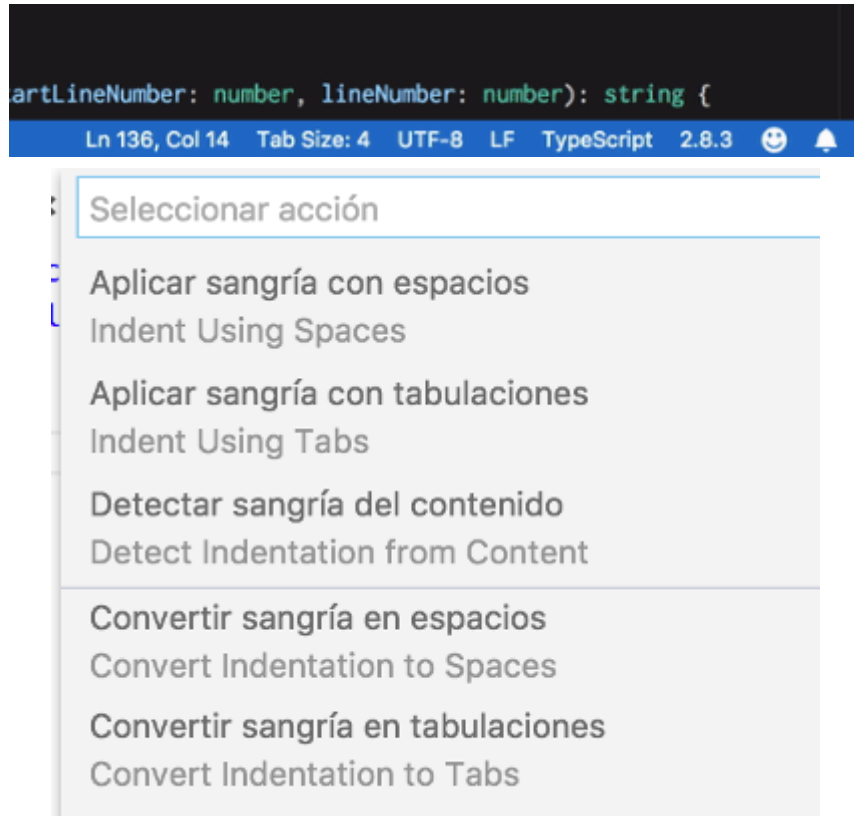 artLineNumber: number, lineNumber: number): string {
Ln 136, Col 14 Tab Size: 4 UTF-8 LF TypeScript 2.8.3
Seleccionar acción
Aplicar sangría con espacios
Indent Using Spaces
Aplicar sangría con tabulaciones
Indent Using Tabs
Detectar sangría del contenido
Detect Indentation from Content
Convertir sangría en espacios
Convert Indentation to Spaces
Convertir sangría en tabulaciones
Convert Indentation to Tabs